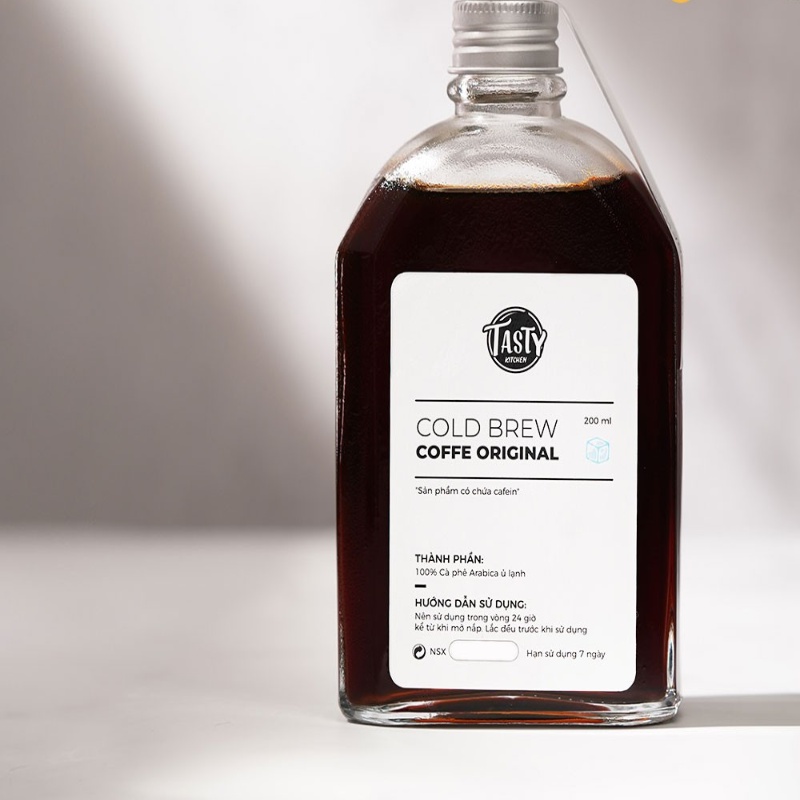 TASTY
KITCHEN
COLD BREW
200 ml
COFFE ORIGINAL
"Sản phẩm có chứa cafein"
THÀNH PHẦN:
100% Cà phê Arabica ủ lạnh
HƯỚNG DẪN SỬ DỤNG:
Nên sử dụng trong vòng 24 giờ
kể từ khi mở nắp. Lắc đều trước khi sử dụng
NSX
Hạn sử dụng 7 ngày